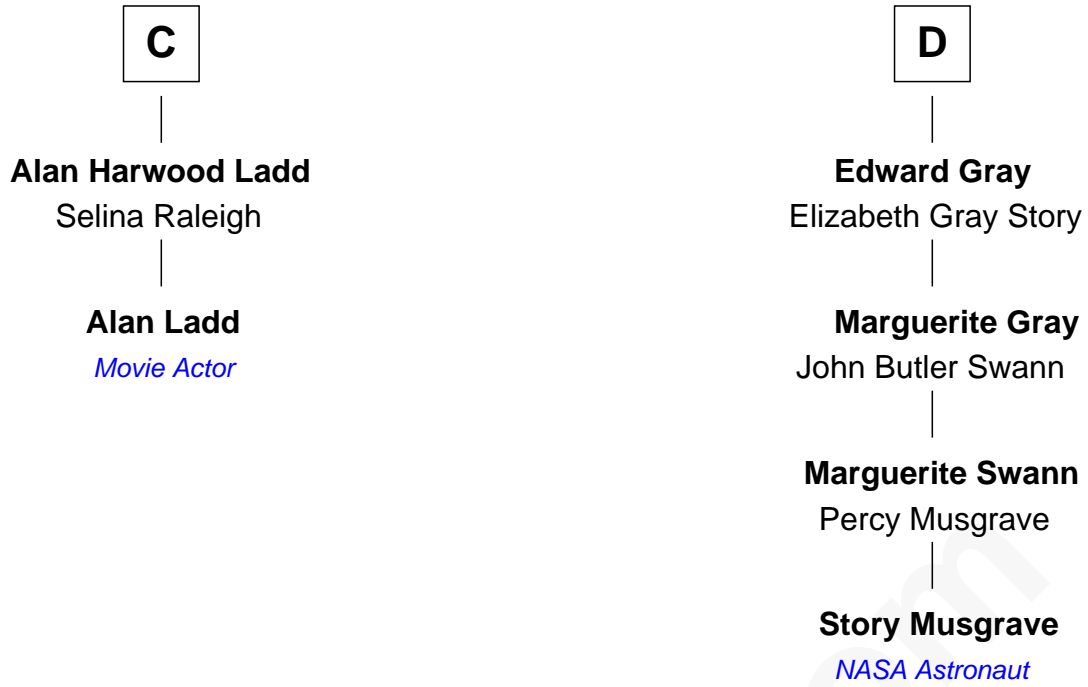 C
Alan Harwood Ladd
Selina Raleigh
Alan Ladd
Movie Actor
D
Edward Gray
Elizabeth Gray Story
Marguerite Gray
John Butler Swann
Marguerite Swann
Percy Musgrave
Story Musgrave
NASA Astronaut